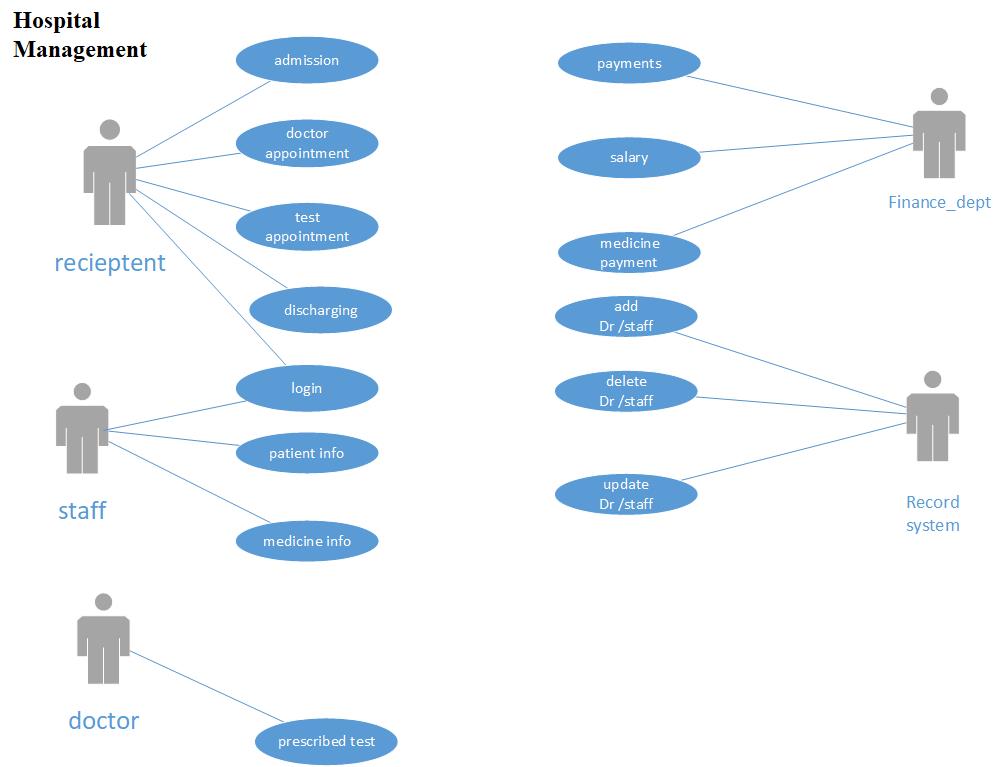 Hospital
Management
admission
doctor
appointment
test
appointment
recieptent
discharging
login
patient info
staff
medicine info
doctor
prescribed test
payments
salary
Finance_dept
medicine
payment
add
Dr /staff
delete
Dr /staff
update
Dr /staff
Record
system